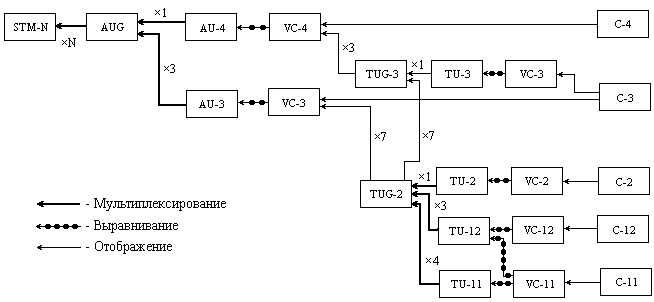 ×1
C-4
STM-N
AUG
AU-4
VC-4
×N
×3
×1
×3
TUG-3
TU-3
VC-3
C-3
AU-3
VC-3
×7
×7
×1
TU-2
VC-2
C-2
TUG-2
×3
- Мультиплексирование
- Выравнивание
TU-12
VC-12
C-12
- Отображение
×4
TU-11
VC-11
C-11